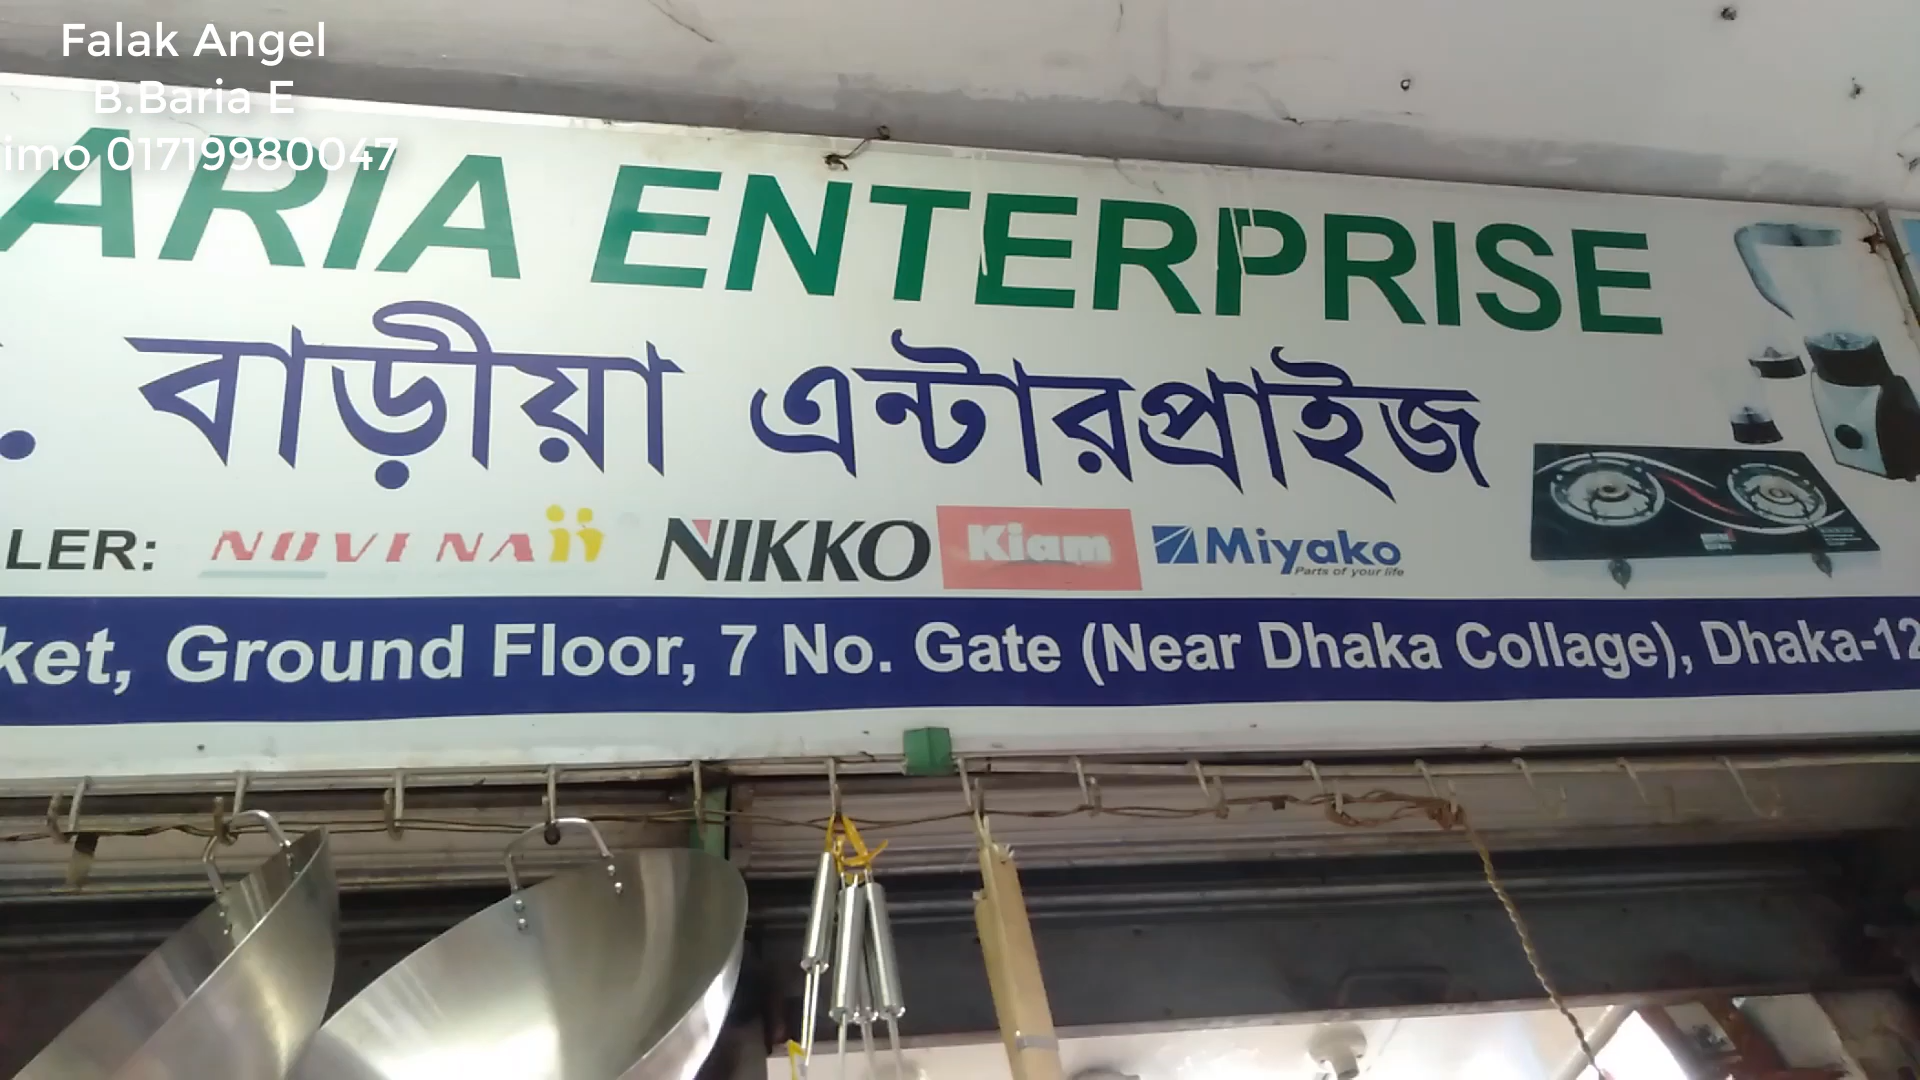 Falak Angel
B.Baria E
imo 01719980047
ARIA ENTERPRISE
. বাড়ীয়া এন্টারপ্রাইজ
LER: NOVENA NIKKO Kiam Miyako
Parts of your life
ket, Ground Floor, 7 No. Gate (Near Dhaka Collage), Dhaka-12